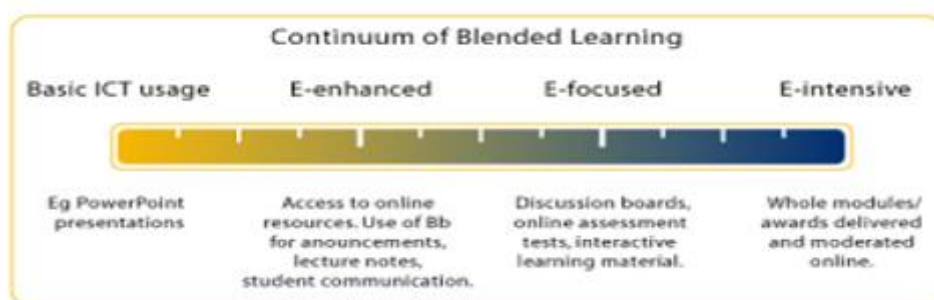 Continuum of Blended Learning
Basic ICT usage
E-enhanced
E-focused
E-intensive
Eg PowerPoint
presentations
Access to online
resources. Use of Bb
for anouncements,
lecture notes,
student communication.
Discussion boards,
online assessment
tests, interactive
learning material.
Whole modules/
awards delivered
and moderated
online.